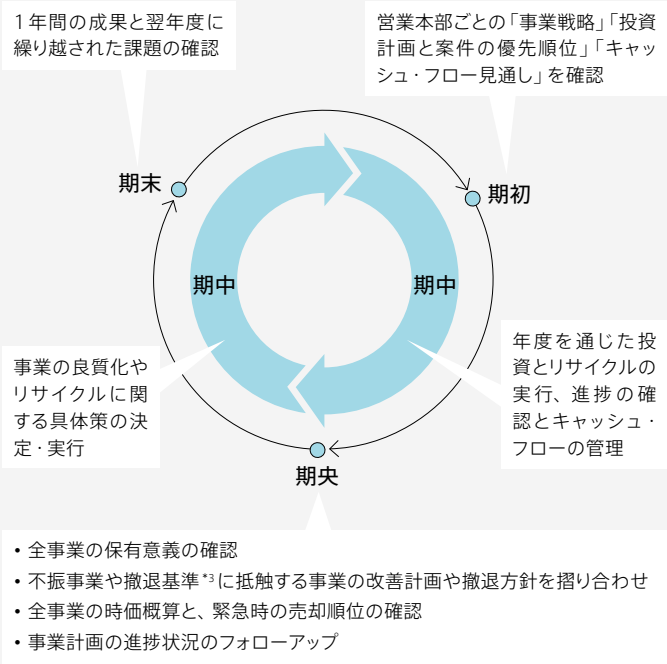 1年間の成果と翌年度に
繰り越された課題の確認
営業本部ごとの「事業戦略」「投資
計画と案件の優先順位」「キャッ
シュ・フロー見通し」を確認
期末
期初
期中
期中
事業の良質化や
リサイクルに関
する具体策の決
定・実行
年度を通じた投
資とリサイクルの
実行、進捗の確
認とキャッシュ・
フローの管理
期央
• 全事業の保有意義の確認
• 不振事業や撤退基準*3に抵触する事業の改善計画や撤退方針を摺り合わせ
• 全事業の時価概算と、緊急時の売却順位の確認
• 事業計画の進捗状況のフォローアップ